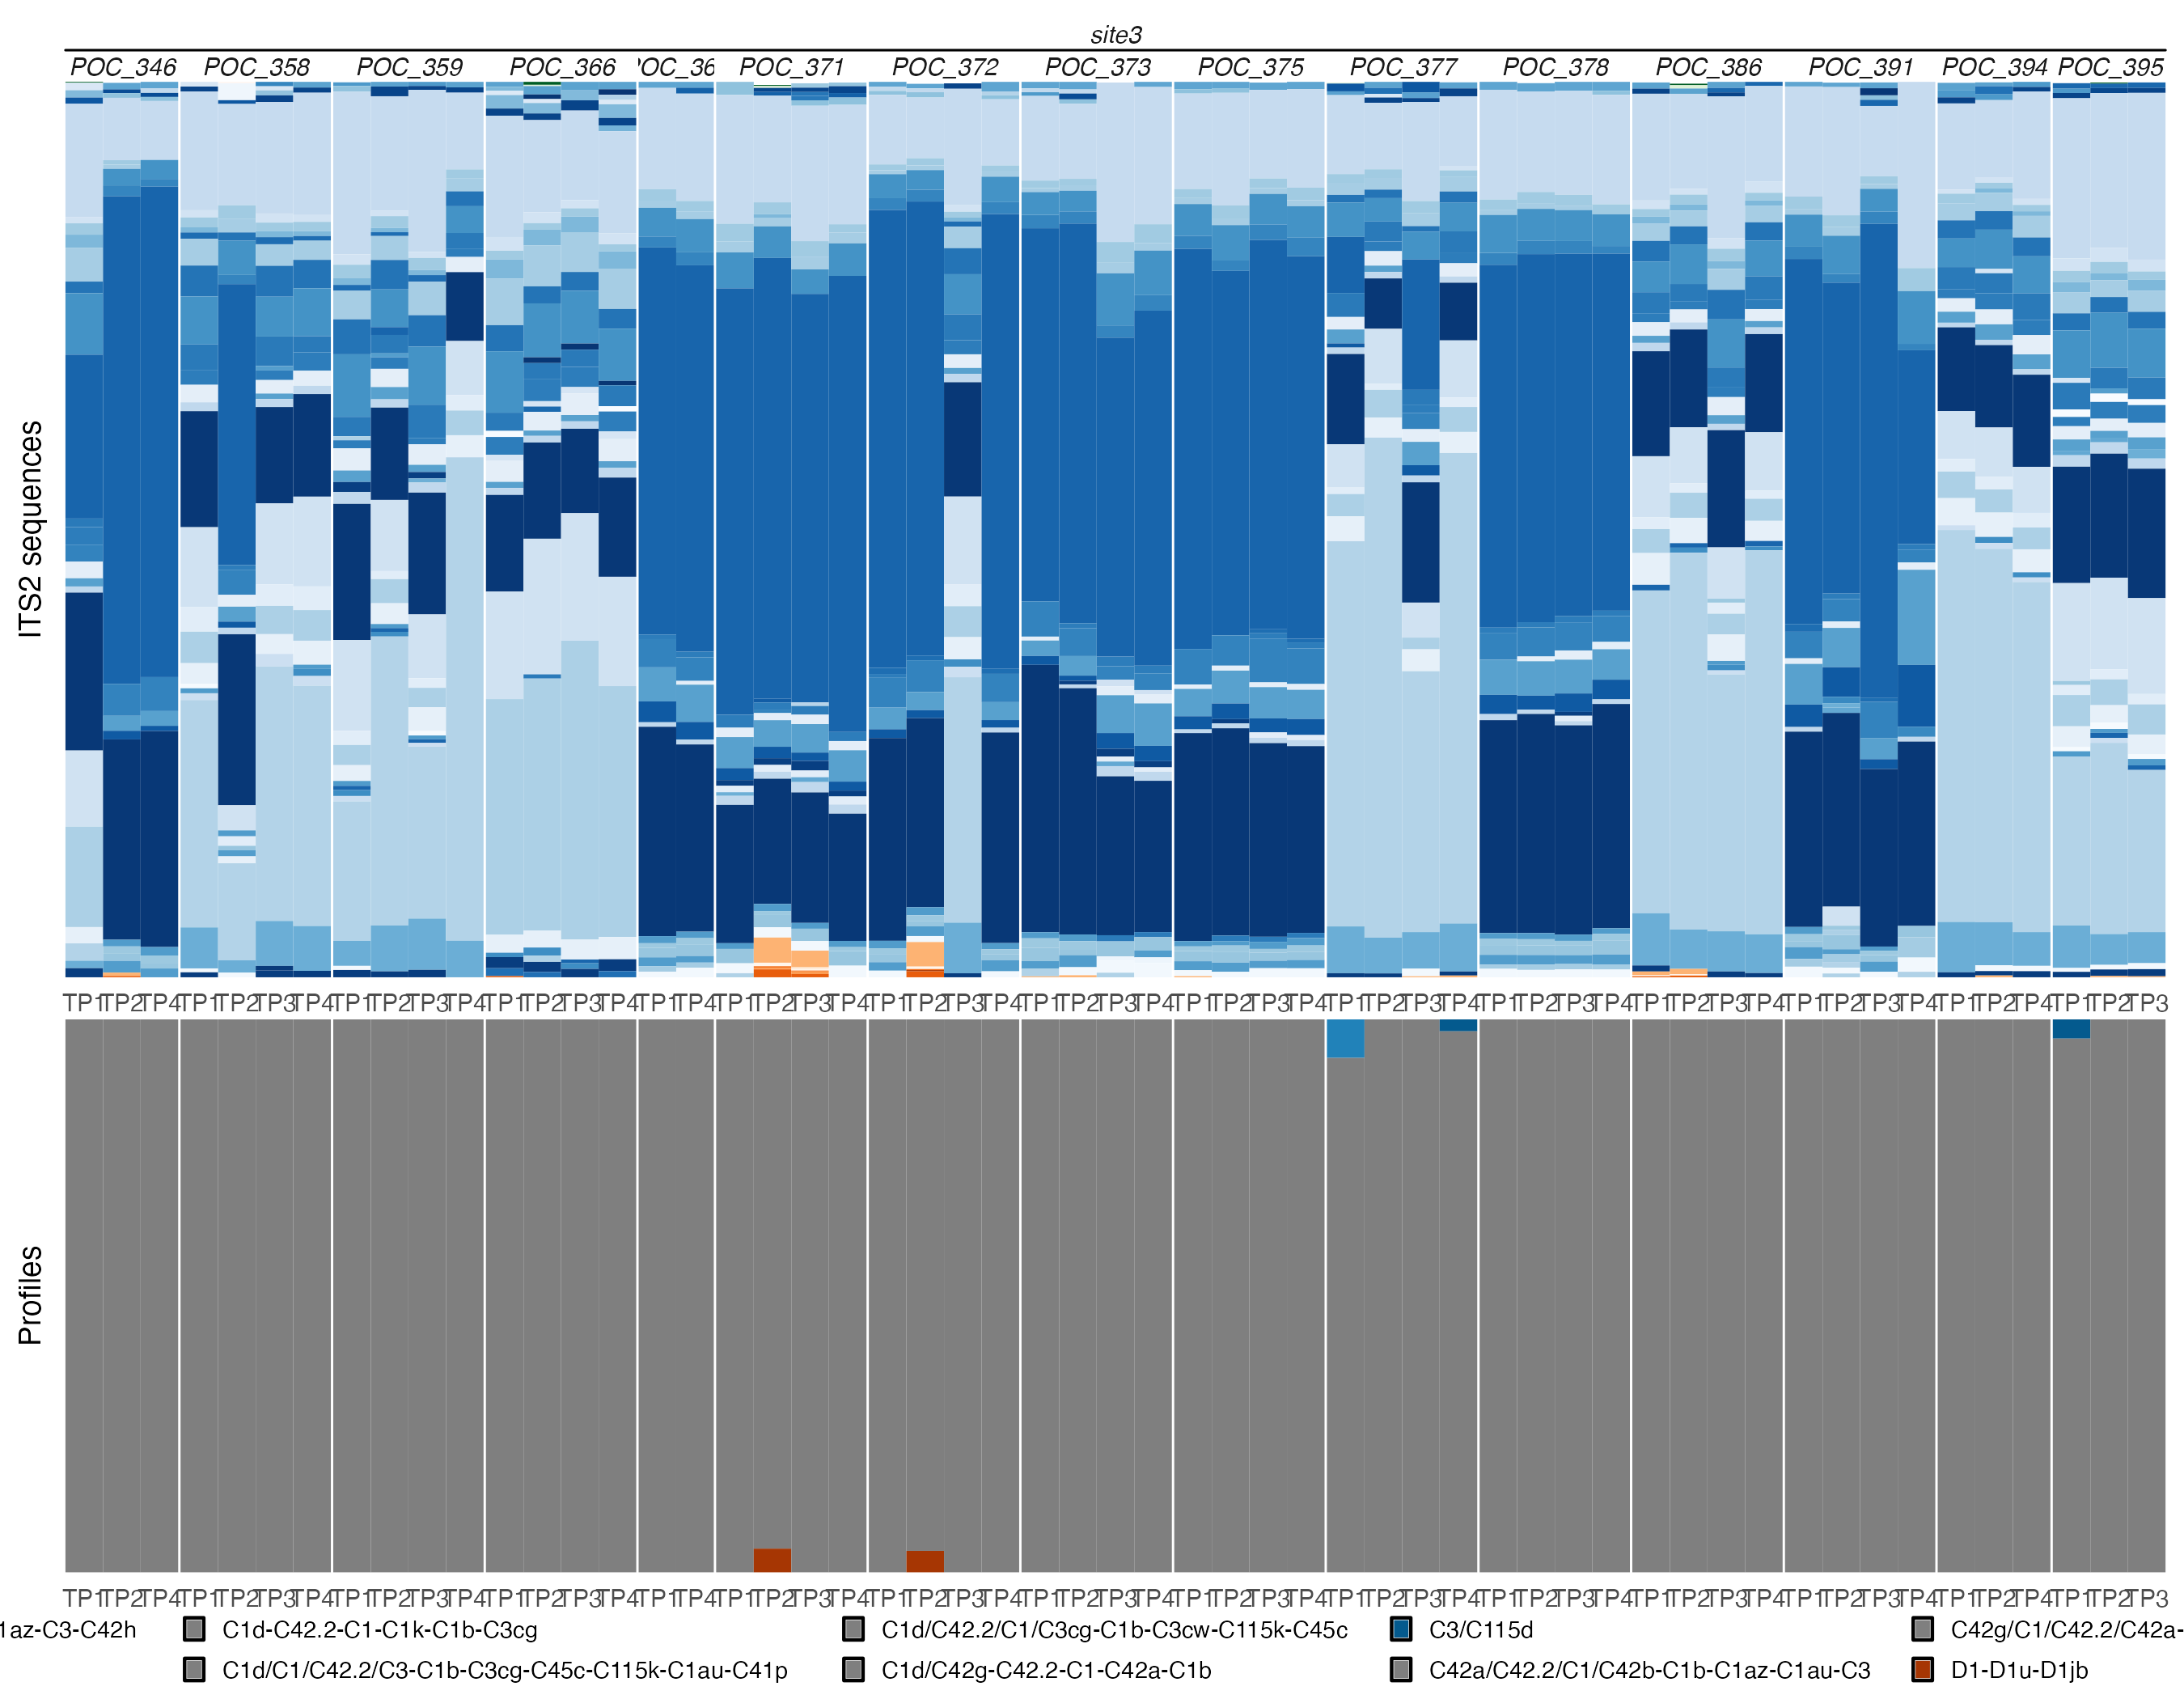 site3
POC_346 POC_358 POC_359 POC_366 POC_36 POC_371 POC_372 POC_373 POC_375 POC_377 POC_378 POC_386 POC_391 POC_394 POC_395
ITS2 sequences
TP1 TP2 TP4 TP1 TP2 TP3 TP4 TP1 TP2 TP3 TP4 TP1 TP2 TP3 TP4 TP1 TP4 TP1 TP2 TP3 TP4 TP1 TP2 TP3 TP4 TP1 TP2 TP3 TP4 TP1 TP2 TP3 TP4 TP1 TP2 TP3 TP4 TP1 TP2 TP3 TP4 TP1 TP2 TP3 TP4 TP1 TP2 TP3 TP4 TP1 TP2 TP4 TP1 TP2 TP3
Profiles
TP1 TP2 TP4 TP1 TP2 TP3 TP4 TP1 TP2 TP3 TP4 TP1 TP2 TP3 TP4 TP1 TP4 TP1 TP2 TP3 TP4 TP1 TP2 TP3 TP4 TP1 TP2 TP3 TP4 TP1 TP2 TP3 TP4 TP1 TP2 TP3 TP4 TP1 TP2 TP3 TP4 TP1 TP2 TP3 TP4 TP1 TP2 TP3 TP4 TP1 TP2 TP4 TP1 TP2 TP3
1az-C3-C42h C1d-C42.2-C1-C1k-C1b-C3cg C1d/C42.2/C1/C3cg-C1b-C3cw-C115k-C45c C3/C115d C42g/C1/C42.2/C42a-
C1d/C1/C42.2/C3-C1b-C3cg-C45c-C115k-C1au-C41p C1d/C42g-C42.2-C1-C42a-C1b C42a/C42.2/C1/C42b-C1b-C1az-C1au-C3 D1-D1u-D1jb